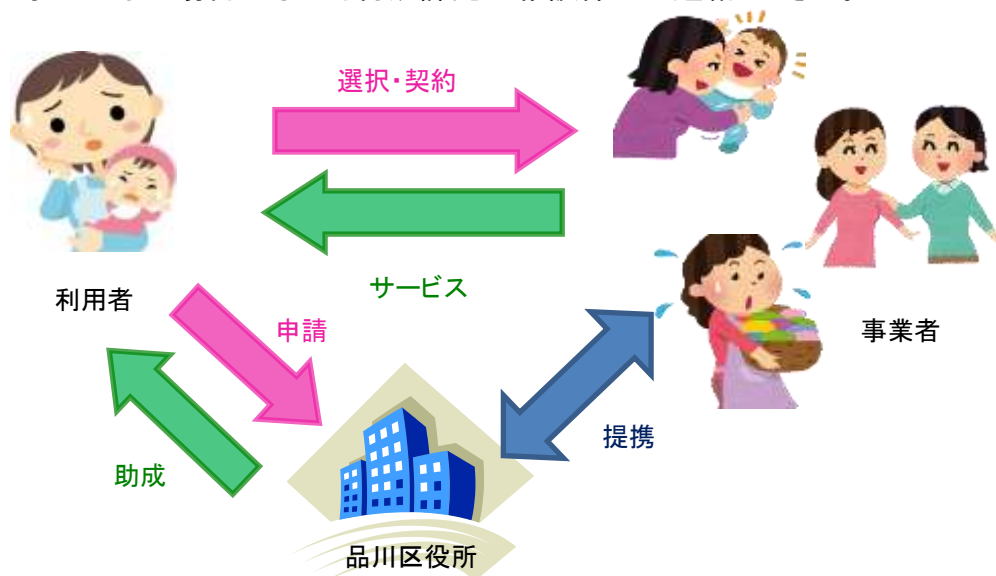 選択・契約
サービス
利用者
申請
事業者
提携
助成
品川区役所